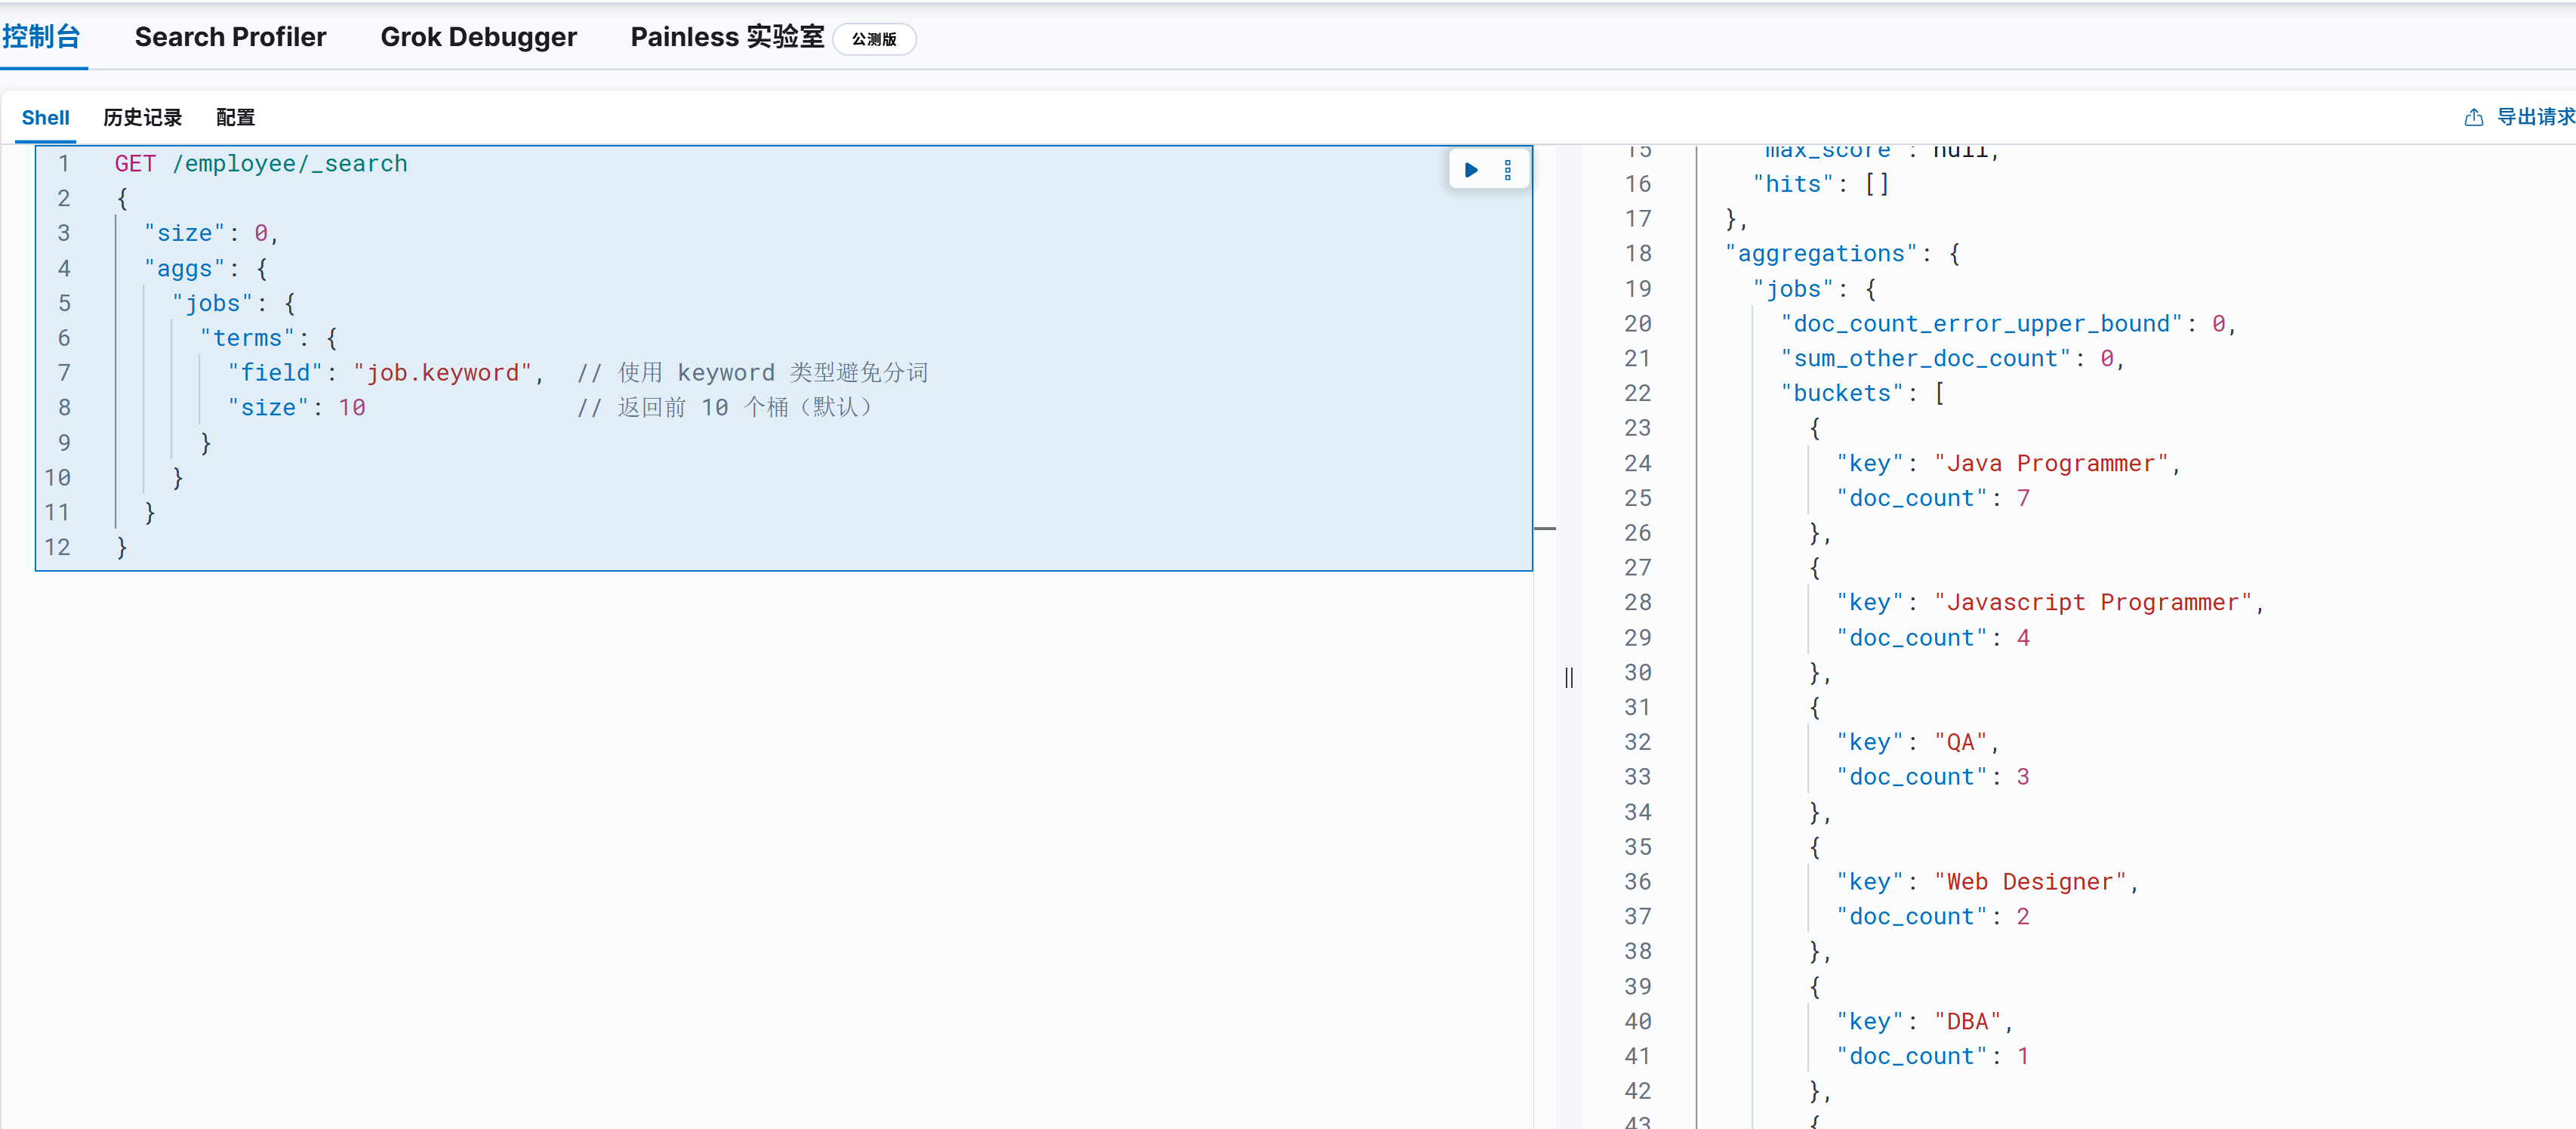 控制台 Search Profiler Grok Debugger Painless 实验室 公测版
Shell 历史记录 配置 导出请求
1 GET /employee/_search
2 {
3 "size": 0,
4 "aggs": {
5 "jobs": {
6 "terms": {
7 "field": "job.keyword", // 使用 keyword 类型避免分词
8 "size": 10 // 返回前 10 个桶（默认）
9 }
10 }
11 }
12 }
15 "max_score": null,
16 "hits": []
17 },
18 "aggregations": {
19 "jobs": {
20 "doc_count_error_upper_bound": 0,
21 "sum_other_doc_count": 0,
22 "buckets": [
23 {
24 "key": "Java Programmer",
25 "doc_count": 7
26 },
27 {
28 "key": "Javascript Programmer",
29 "doc_count": 4
30 },
31 {
32 "key": "QA",
33 "doc_count": 3
34 },
35 {
36 "key": "Web Designer",
37 "doc_count": 2
38 },
39 {
40 "key": "DBA",
41 "doc_count": 1
42 },
43 {